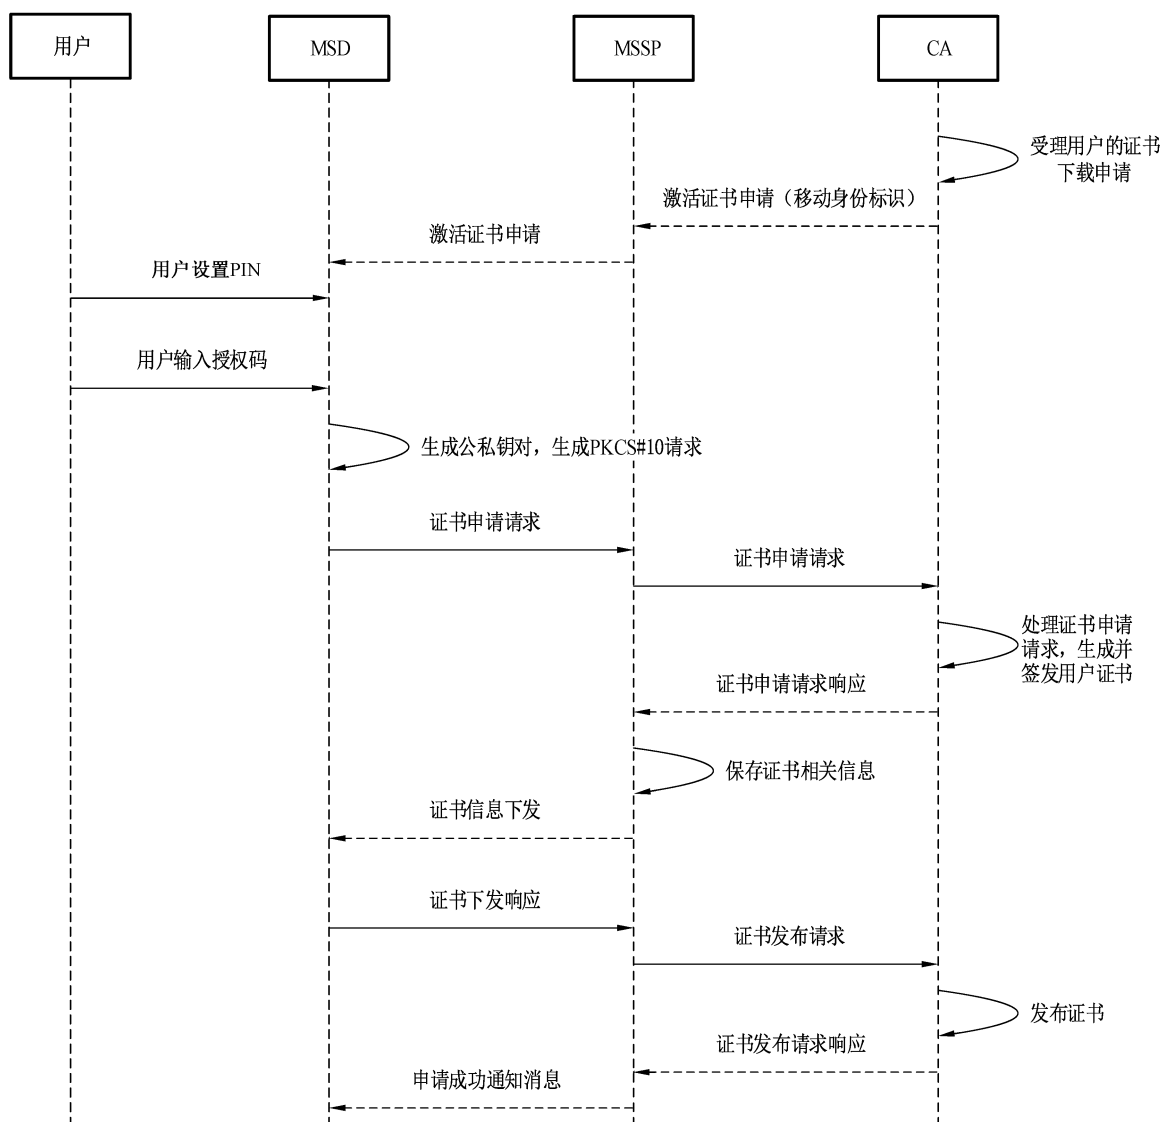 用户
MSD
MSSP
CA
受理用户的证书
下载申请
激活证书申请（移动身份标识）
激活证书申请
用户设置PIN
用户输入授权码
生成公私钥对，生成PKCS#10请求
证书申请请求
证书申请请求
处理证书申请
请求，生成并
签发用户证书
证书申请请求响应
保存证书相关信息
证书信息下发
证书下发响应
证书发布请求
发布证书
证书发布请求响应
申请成功通知消息